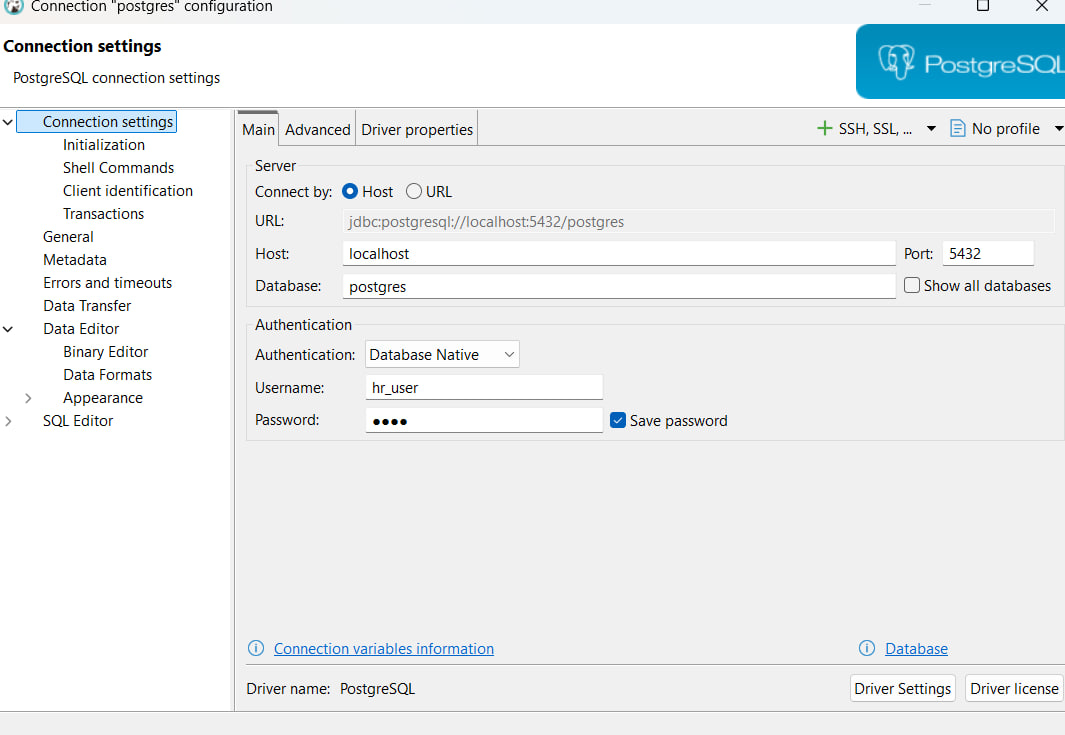 Connection "postgres" configuration
Connection settings
PostgreSQL connection settings
PostgreSQL
Connection settings
Initialization
Shell Commands
Client identification
Transactions
General
Metadata
Errors and timeouts
Data Transfer
Data Editor
Binary Editor
Data Formats
Appearance
SQL Editor
Main Advanced Driver properties SSH, SSL, ... No profile
Server
Connect by: Host URL
URL: jdbc:postgresql://localhost:5432/postgres
Host: localhost Port: 5432
Database: postgres Show all databases
Authentication
Authentication: Database Native
Username: hr_user
Password: ●●●● Save password
Connection variables information Database
Driver name: PostgreSQL Driver Settings Driver license